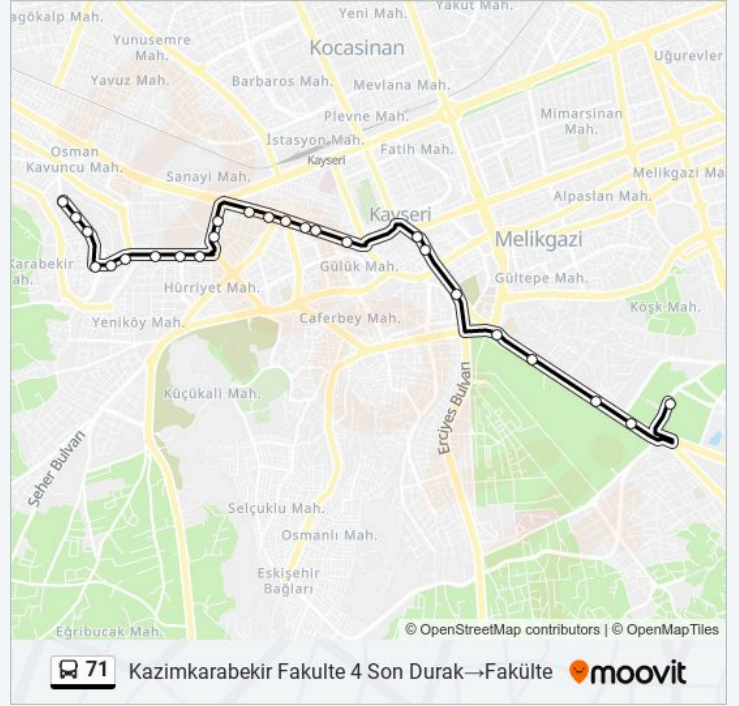 agökalp Mah.
Yeni Mah.
Yakut Mah.
Yunusemre
Mah.
Kocasinan
Uğurevler
Yavuz Mah.
Barbaros Mah.
Mevlana Mah.
Plevne Mah.
Mimarsinan
Mah.
İstasyon Mah.
Fatih Mah.
Osman
Kavuncu Mah.
Kayseri
Sanayi Mah.
Melikgazi Ma
Alpaslan Mah.
Kayseri
Melikgazi
Karabekir
ah.
Gülük Mah.
Gültepe Mah.
Hürriyet Mah.
Köşk Mah.
Yeniköy Mah.
Caferbey Mah.
Küçükali Mah.
Erciyes Bulvarı
Seher Bulvarı
Selçuklu Mah.
Osmanlı Mah.
Eskişehir
Bağları
Eğribucak Mah.
© OpenStreetMap contributors | © OpenMapTiles
71 Kazimkarabekir Fakulte 4 Son Durak→Fakülte moovit